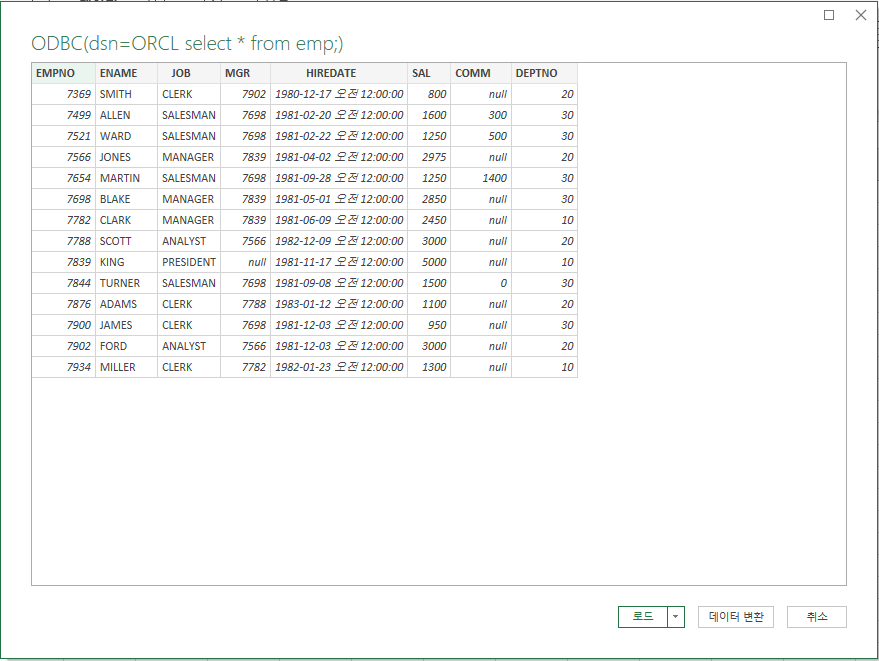 ODBC(dsn=ORCL select * from emp;)
EMPNO ENAME JOB MGR HIREDATE SAL COMM DEPTNO
7369 SMITH CLERK 7902 1980-12-17 오전 12:00:00 800 null 20
7499 ALLEN SALESMAN 7698 1981-02-20 오전 12:00:00 1600 300 30
7521 WARD SALESMAN 7698 1981-02-22 오전 12:00:00 1250 500 30
7566 JONES MANAGER 7839 1981-04-02 오전 12:00:00 2975 null 20
7654 MARTIN SALESMAN 7698 1981-09-28 오전 12:00:00 1250 1400 30
7698 BLAKE MANAGER 7839 1981-05-01 오전 12:00:00 2850 null 30
7782 CLARK MANAGER 7839 1981-06-09 오전 12:00:00 2450 null 10
7788 SCOTT ANALYST 7566 1982-12-09 오전 12:00:00 3000 null 20
7839 KING PRESIDENT null 1981-11-17 오전 12:00:00 5000 null 10
7844 TURNER SALESMAN 7698 1981-09-08 오전 12:00:00 1500 0 30
7876 ADAMS CLERK 7788 1983-01-12 오전 12:00:00 1100 null 20
7900 JAMES CLERK 7698 1981-12-03 오전 12:00:00 950 null 30
7902 FORD ANALYST 7566 1981-12-03 오전 12:00:00 3000 null 20
7934 MILLER CLERK 7782 1982-01-23 오전 12:00:00 1300 null 10
로드 데이터 변환 취소